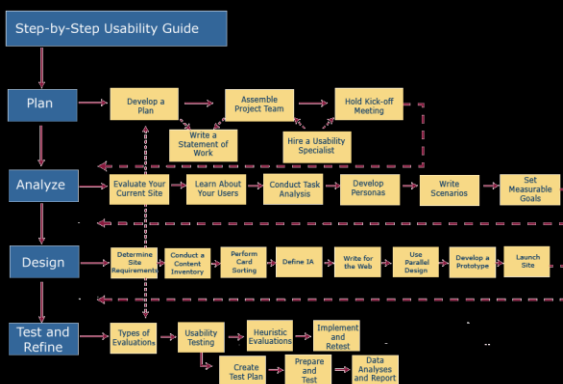 Step-by-Step Usability Guide
Plan
Develop a
Plan
Assemble
Project Team
Hold Kick-off
Meeting
Write a
Statement of
Work
Hire a Usability
Specialist
Analyze
Evaluate Your
Current Site
Learn About
Your Users
Conduct Task
Analysis
Develop
Personas
Write
Scenarios
Set
Measurable
Goals
Design
Determine
Site
Requirements
Conduct a
Content
Inventory
Perform
Card
Sorting
Define IA
Write for
the Web
Use
Parallel
Design
Develop a
Prototype
Launch
Site
Test and
Refine
Types of
Evaluations
Usability
Testing
Heuristic
Evaluations
Implement
and
Retest
Create
Test Plan
Prepare
and
Test
Data
Analyses
and Report